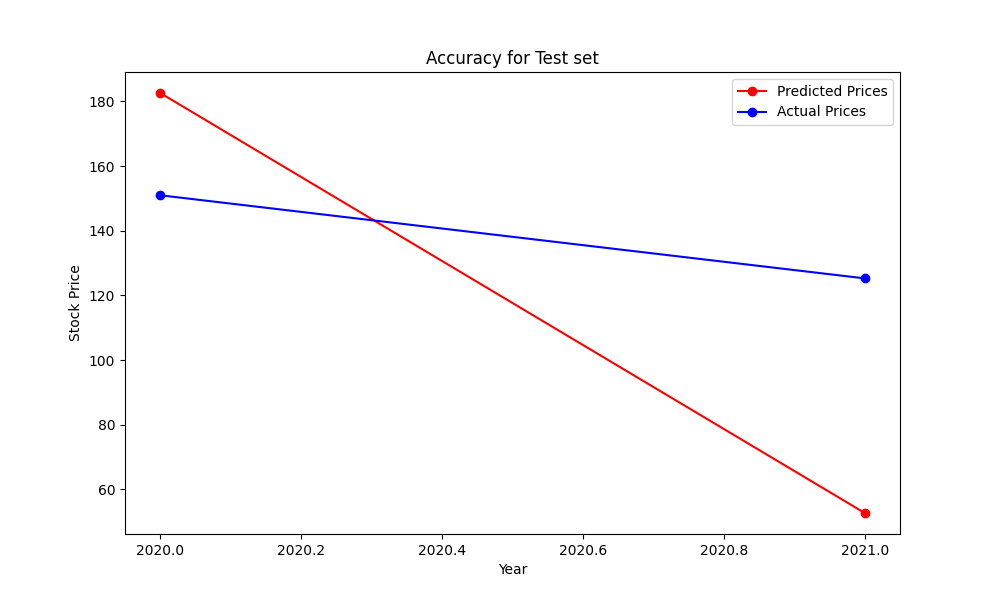 Accuracy for Test set
Predicted Prices
Actual Prices
180
160
140
120
100
80
60
Stock Price
2020.0 2020.2 2020.4 2020.6 2020.8 2021.0
Year